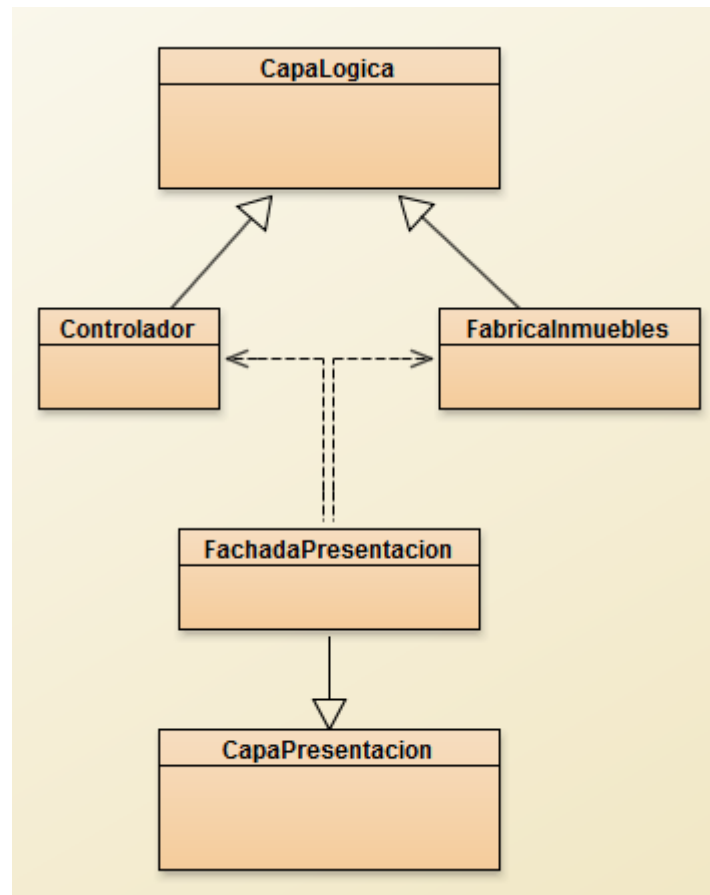 CapaLogica
Controlador
FabricaInmuebles
FachadaPresentacion
CapaPresentacion